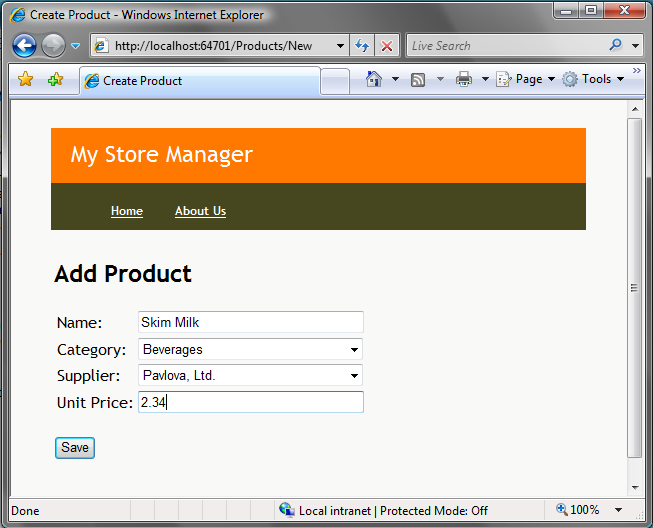 Create Product - Windows Internet Explorer
http://localhost:64701/Products/New
Live Search
Create Product
Page
Tools
»
My Store Manager
Home About Us
Add Product
Name: Skim Milk
Category: Beverages
Supplier: Pavlova, Ltd.
Unit Price: 2.34
Save
Done
Local intranet | Protected Mode: Off
100%